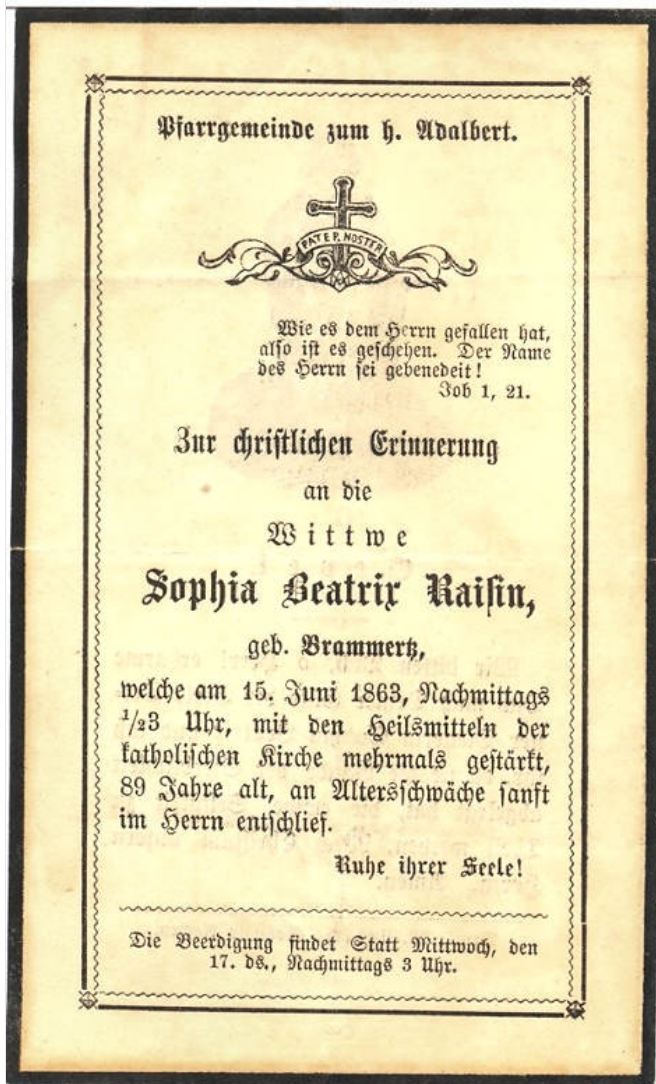 Pfarrgemeinde zum h. Adalbert.
PATER NOSTER
Wie es dem Herrn gefallen hat,
also ist es geschehen. Der Name
des Herrn sei gebenedeit!
Job 1, 21.
Zur christlichen Erinnerung
an die
Wittwe
Sophia Beatrix Raisin,
geb. Brammertz,
welche am 15. Juni 1863, Nachmittags
1/23 Uhr, mit den Heilsmitteln der
katholischen Kirche mehrmals gestärkt,
89 Jahre alt, an Altersschwäche sanft
im Herrn entschlief.
Ruhe ihrer Seele!
Die Beerdigung findet Statt Mittwoch, den
17. ds., Nachmittags 3 Uhr.